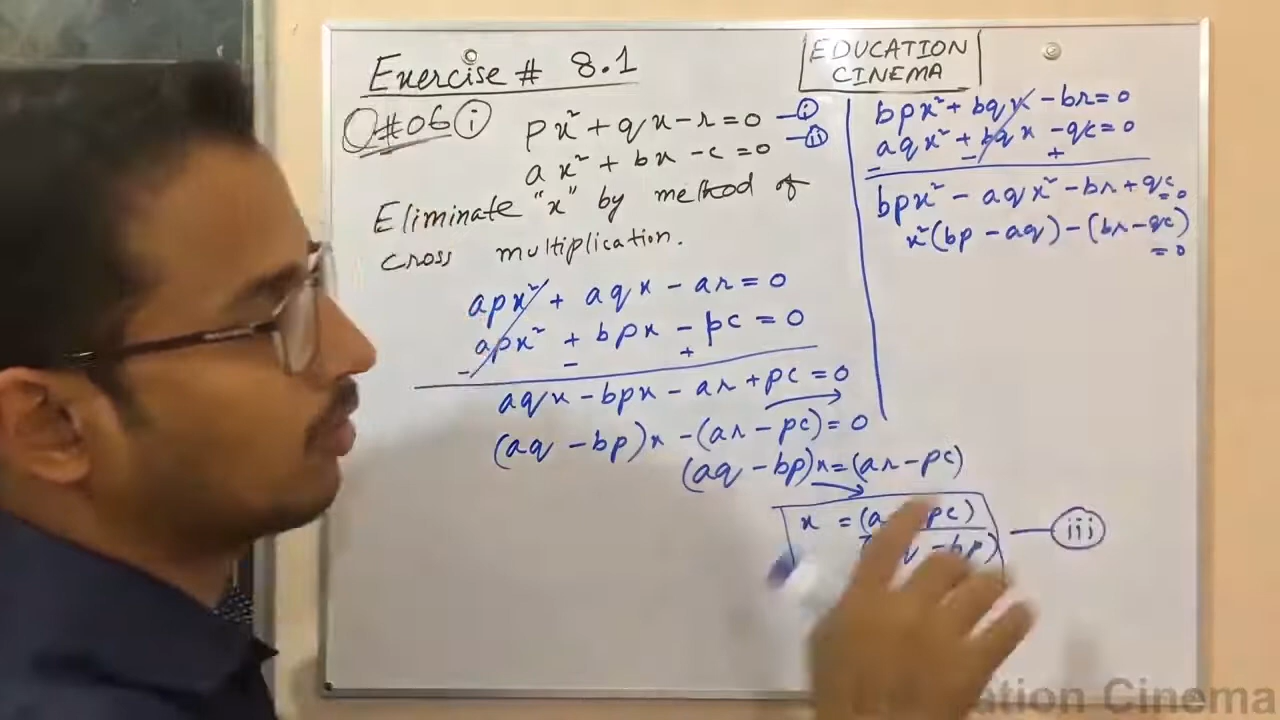 Exercise # 8.1
EDUCATION
CINEMA
Q#06 (i)
px² + qx - r = 0 — (i)
ax² + bx - c = 0 — (ii)
Eliminate "x" by method of
cross multiplication.
apx² + aqx - ar = 0
apx² + bpx - pc = 0
- - +
aqx - bpx - ar + pc = 0
(aq - bp)x - (ar - pc) = 0
(aq - bp)x = (ar - pc)
x = (a pc)
- bp)
— (iii)
bpx² + bqx - br = 0
aqx² + bqx - qc = 0
- - +
bpx² - aqx² - br + qc = 0
x²(bp - aq) - (br - qc)
= 0
ation Cinema